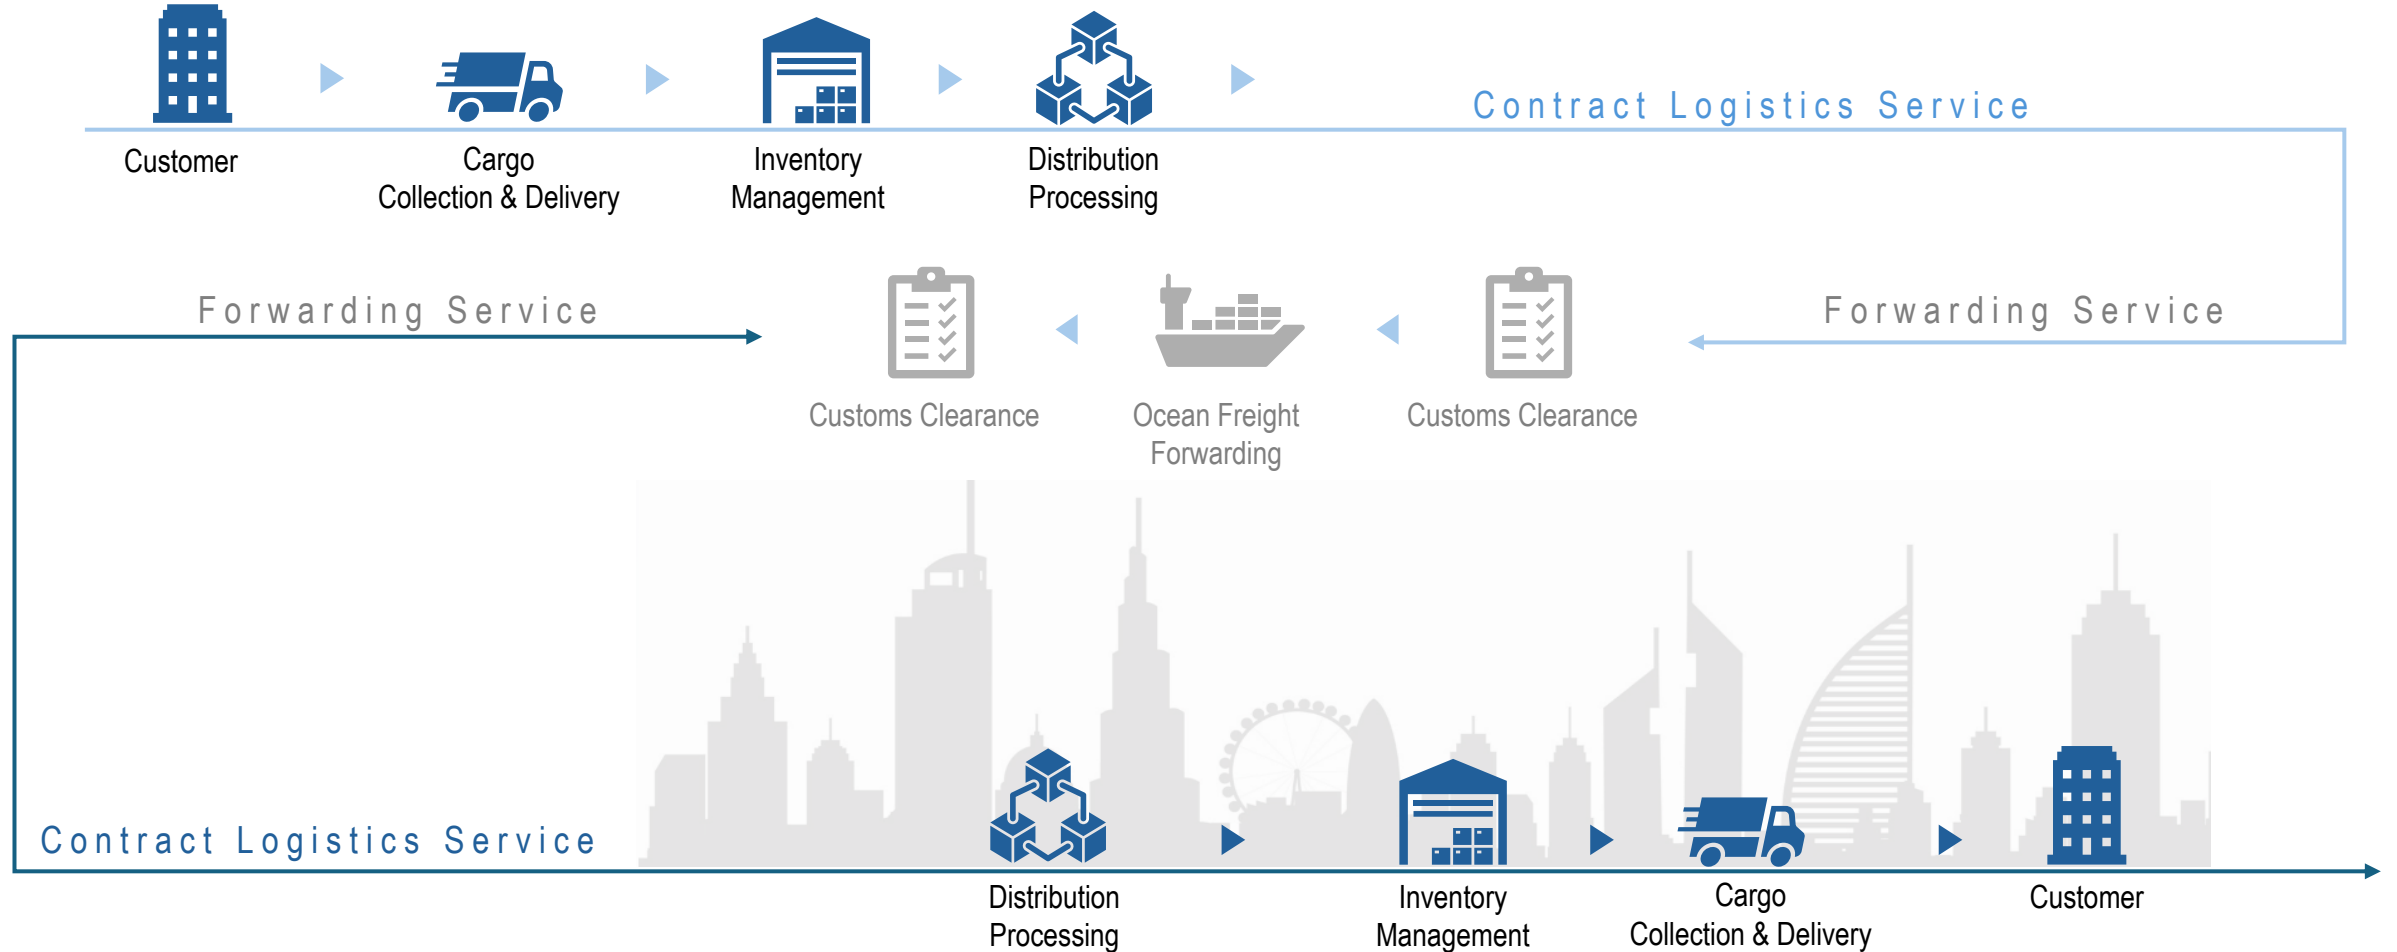 Contract Logistics Service
Customer
Cargo
Collection & Delivery
Inventory
Management
Distribution
Processing
Forwarding Service
Forwarding Service
Customs Clearance
Ocean Freight
Forwarding
Customs Clearance
Contract Logistics Service
Distribution
Processing
Inventory
Management
Cargo
Collection & Delivery
Customer